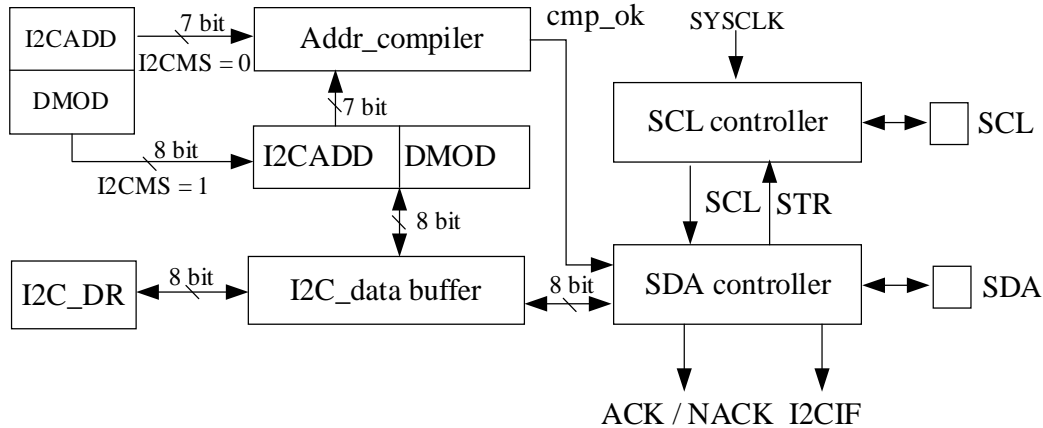 I2CADD
7 bit
I2CMS = 0
Addr_compiler
cmp_ok
SYSCLK
DMOD
7 bit
SCL controller
SCL
8 bit
I2CMS = 1
I2CADD
DMOD
SCL
STR
8 bit
I2C_DR
8 bit
I2C_data buffer
8 bit
SDA controller
SDA
ACK / NACK
I2CIF